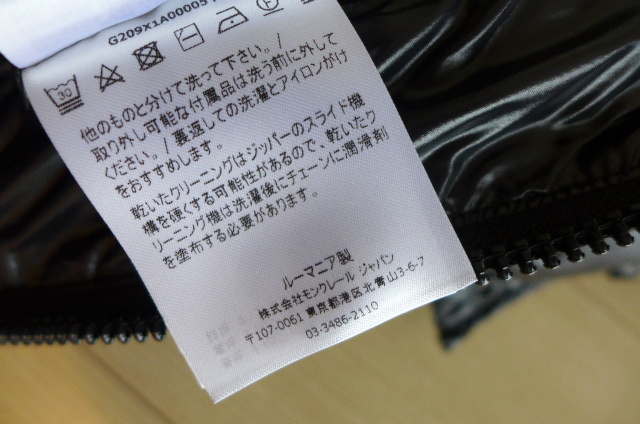 G209X1A00009
30
他のものと分けて洗って下さい。/
取り外し可能な付属品は洗う前に外して
ください。/裏返しての洗濯とアイロンがけ
をおすすめします。
乾いたクリーニングはジッパーのスライド機
構を硬くする可能性があるので、乾いたク
リーニング機は洗濯後にチェーンに潤滑剤
を塗布する必要があります。
ルーマニア製
株式会社モンクレール ジャパン
〒107-0061 東京都港区北青山3-6-7
03-3486-2110